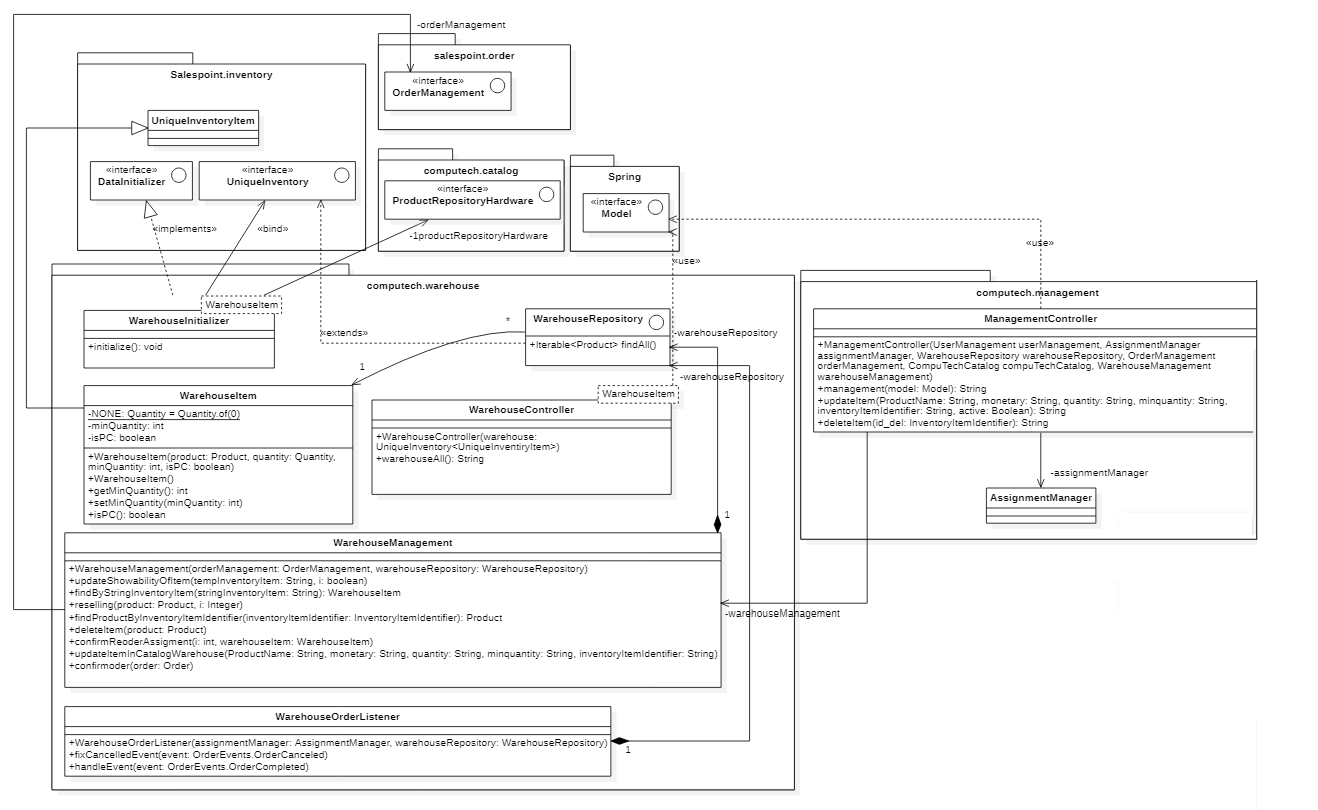 -orderManagement
salespoint.order
«interface»
OrderManagement
Salespoint.inventory
UniqueInventoryItem
«interface»
DataInitializer
«interface»
UniqueInventory
computech.catalog
«interface»
ProductRepositoryHardware
-1productRepositoryHardware
Spring
«interface»
Model
«implements»
«bind»
«use»
«use»
computech.warehouse
WarehouseItem
WarehouseInitializer
+initialize(): void
«extends»
*
1
WarehouseRepository
+Iterable<Product> findAll()
-warehouseRepository
-warehouseRepository
WarehouseItem
-NONE: Quantity = Quantity.of(0)
-minQuantity: int
-isPC: boolean
+WarehouseItem(product: Product, quantity: Quantity,
minQuantity: int, isPC: boolean)
+WarehouseItem()
+getMinQuantity(): int
+setMinQuantity(minQuantity: int)
+isPC(): boolean
WarehouseItem
WarehouseController
+WarehouseController(warehouse:
UniqueInventory<UniqueInventiryItem>)
+warehouseAll(): String
1
WarehouseManagement
+WarehouseManagement(orderManagement: OrderManagement, warehouseRepository: WarehouseRepository)
+updateShowabilityOfItem(tempInventoryItem: String, i: boolean)
+findByStringInventoryItem(stringInventoryItem: String): WarehouseItem
+reselling(product: Product, i: Integer)
+findProductByInventoryItemIdentifier(inventoryItemIdentifier: InventoryItemIdentifier): Product
+deleteItem(product: Product)
+confirmReoderAssigment(i: int, warehouseItem: WarehouseItem)
+updateItemInCatalogWarehouse(ProductName: String, monetary: String, quantity: String, minquantity: String, inventoryItemIdentifier: String)
+confirmoder(order: Order)
WarehouseOrderListener
+WarehouseOrderListener(assignmentManager: AssignmentManager, warehouseRepository: WarehouseRepository)
+fixCancelledEvent(event: OrderEvents.OrderCanceled)
+handleEvent(event: OrderEvents.OrderCompleted)
1
computech.management
ManagementController
+ManagementController(UserManagement userManagement, AssignmentManager
assignmentManager, WarehouseRepository warehouseRepository, OrderManagement
orderManagement, CompuTechCatalog compuTechCatalog, WarehouseManagement
warehouseManagement)
+management(model: Model): String
+updateItem(ProductName: String, monetary: String, quantity: String, minquantity: String,
inventoryItemIdentifier: String, active: Boolean): String
+deleteItem(id_del: InventoryItemIdentifier): String
-assignmentManager
AssignmentManager
-warehouseManagement